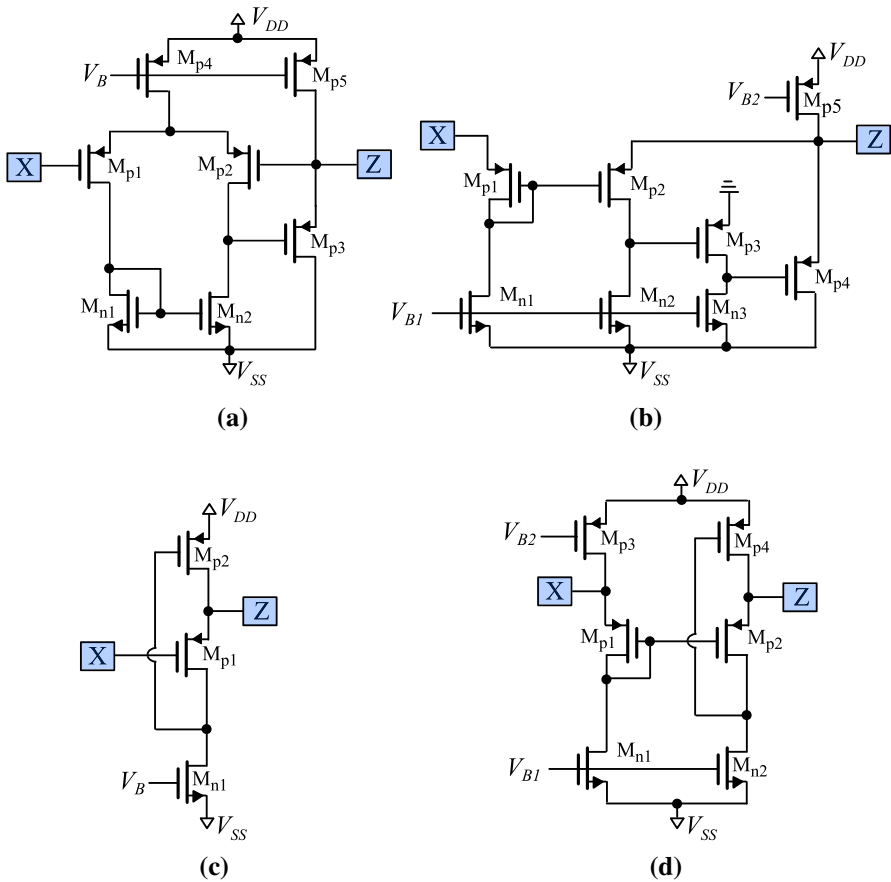 V_DD
V_B M_p4 M_p5
X M_p1 M_p2 Z
M_p3
M_n1 M_n2
V_SS
(a)
V_DD
V_B2 M_p5
X Z
M_p1 M_p2
M_p3
M_p4
M_n1 M_n2 M_n3
V_B1
V_SS
(b)
V_DD
M_p2
Z
X M_p1
V_B M_n1
V_SS
(c)
V_DD
V_B2 M_p3 M_p4
X Z
M_p1 M_p2
M_n1
V_B1 M_n2
V_SS
(d)